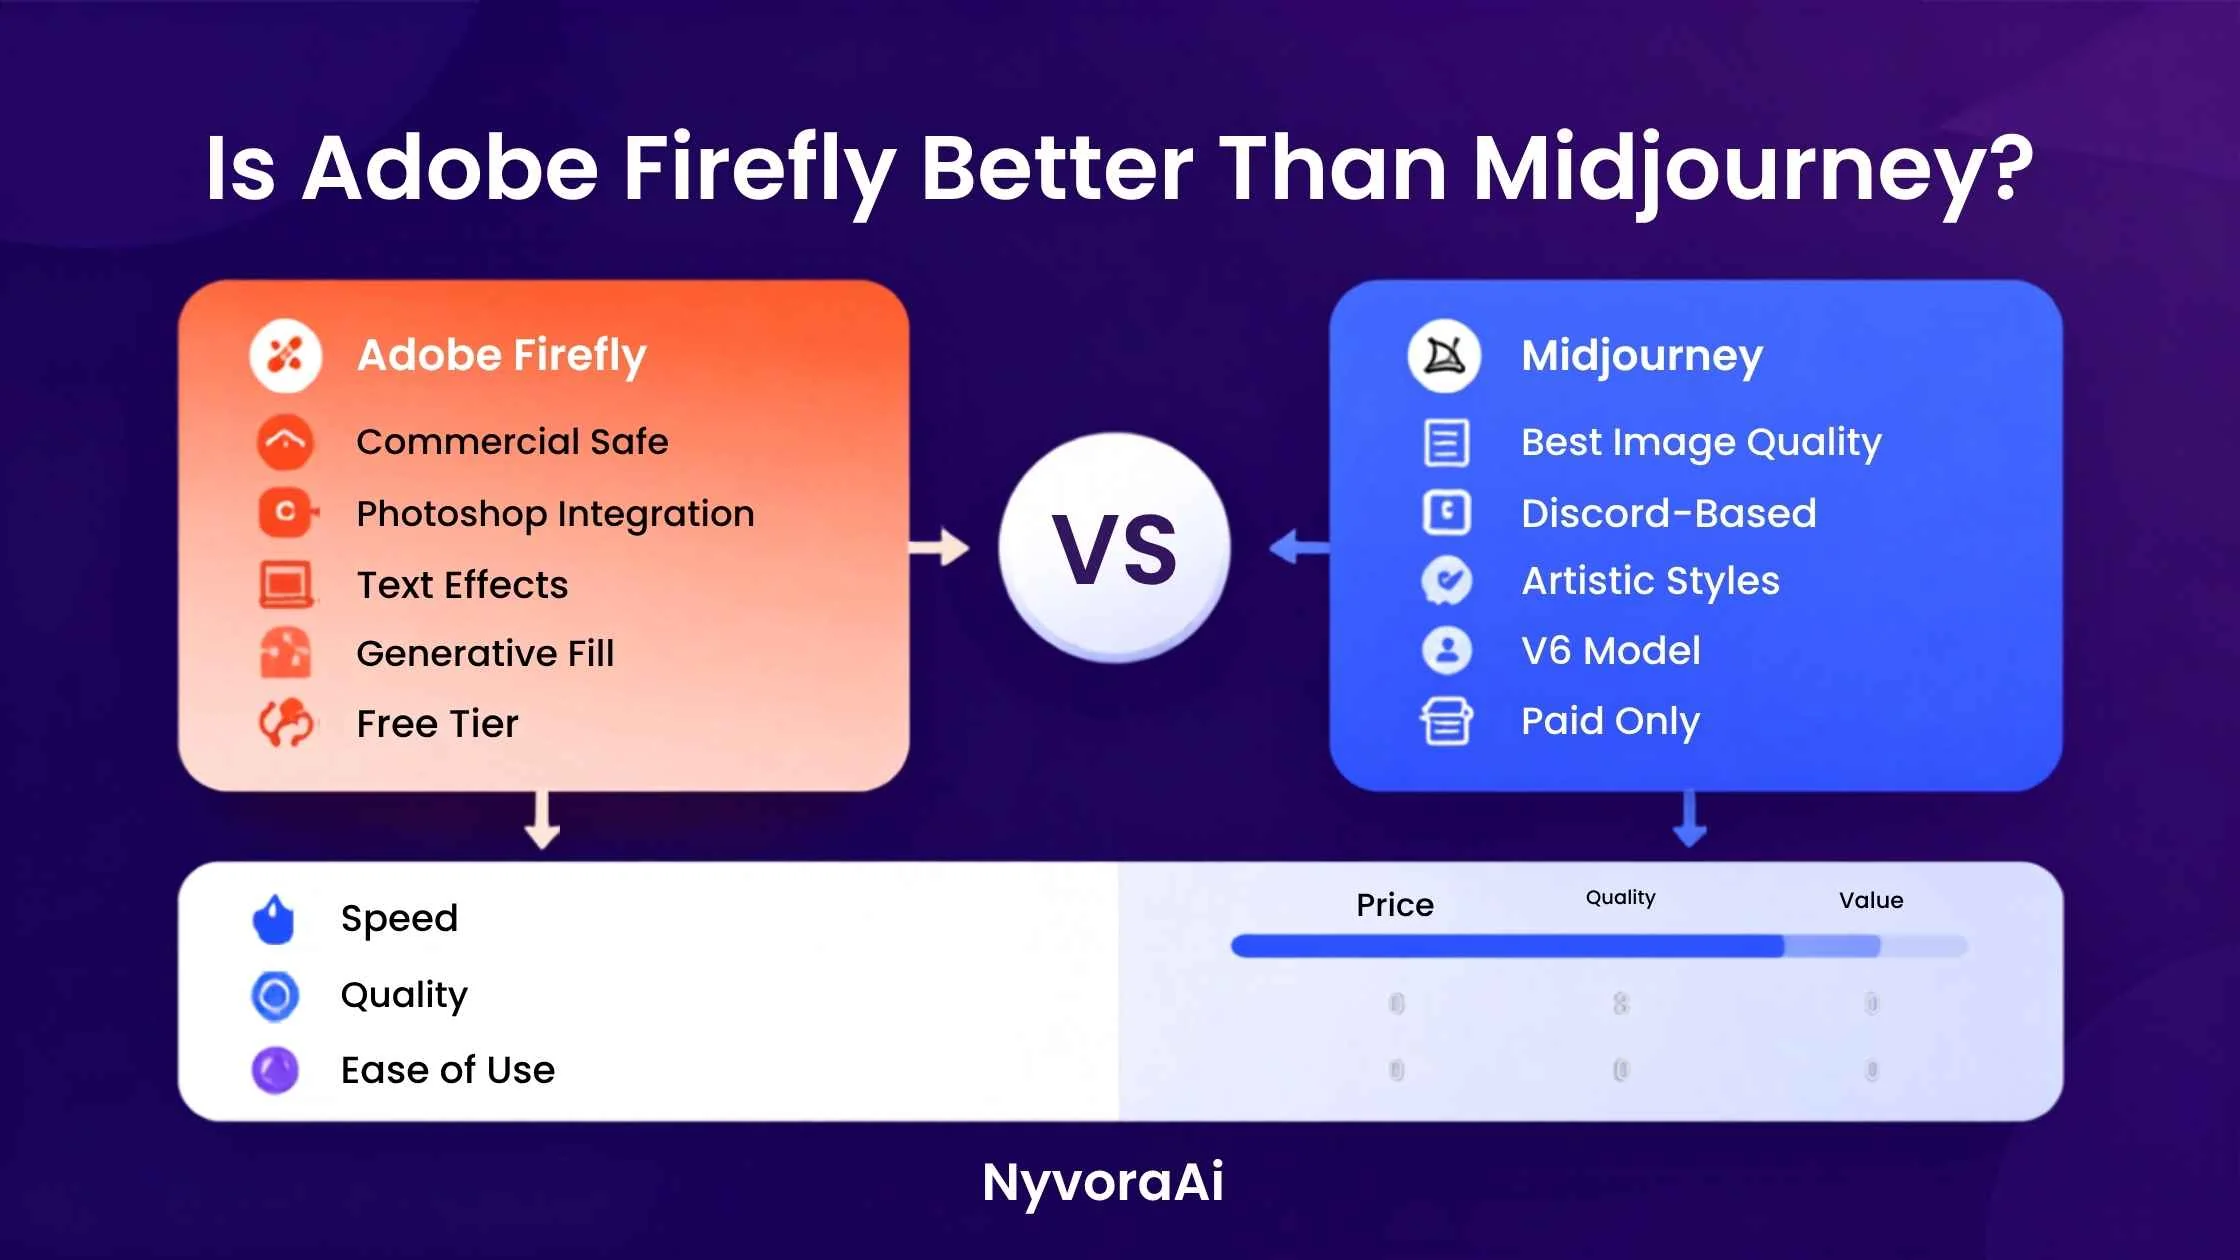 Is Adobe Firefly Better Than Midjourney?
Adobe Firefly
Commercial Safe
Photoshop Integration
Text Effects
Generative Fill
Free Tier
VS
Midjourney
Best Image Quality
Discord-Based
Artistic Styles
V6 Model
Paid Only
Speed
Quality
Ease of Use
Price Quality Value
NyvoraAi